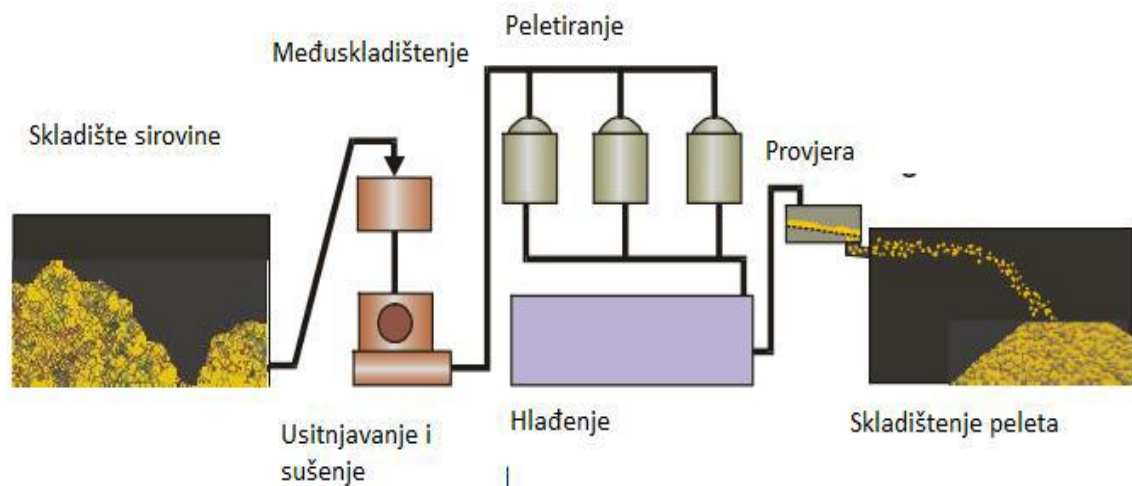 Peletiranje
Međuskladištenje
Skladište sirovine
Provjera
Usitnjavanje i
sušenje
Hlađenje
Skladištenje peleta